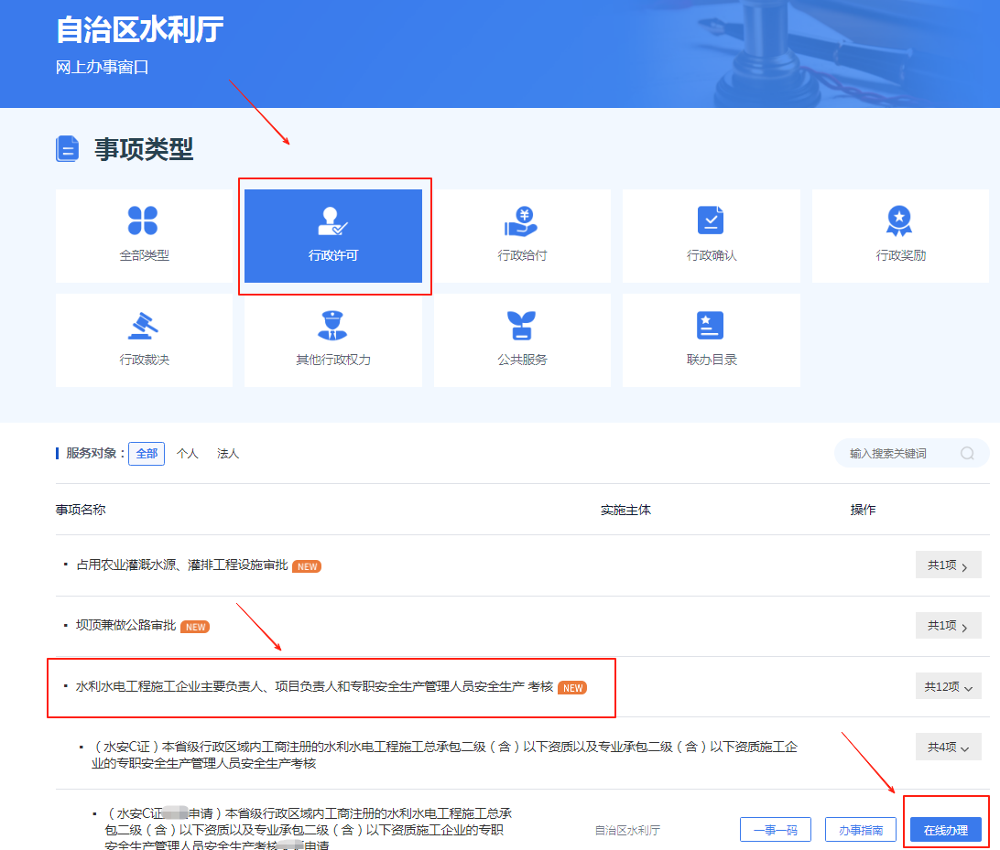 自治区水利厅
网上办事窗口
事项类型
全部类型
行政许可
行政给付
行政确认
行政奖励
行政裁决
其他行政权力
公共服务
联办目录
服务对象：全部 个人 法人
输入搜索关键词
事项名称 实施主体 操作
占用农业灌溉水源、灌排工程设施审批 NEW 共1项
坝顶兼做公路审批 NEW 共1项
水利水电工程施工企业主要负责人、项目负责人和专职安全生产管理人员安全生产 考核 NEW 共12项
（水安C证）本省级行政区域内工商注册的水利水电工程施工总承包二级（含）以下资质以及专业承包二级（含）以下资质施工企 共4项
业的专职安全生产管理人员安全生产考核
（水安C证 申请）本省级行政区域内工商注册的水利水电工程施工总承
包二级（含）以下资质以及专业承包二级（含）以下资质施工企业的专职 自治区水利厅 一事一码 办事指南 在线办理
安全生产管理人员安全生产考核 申请